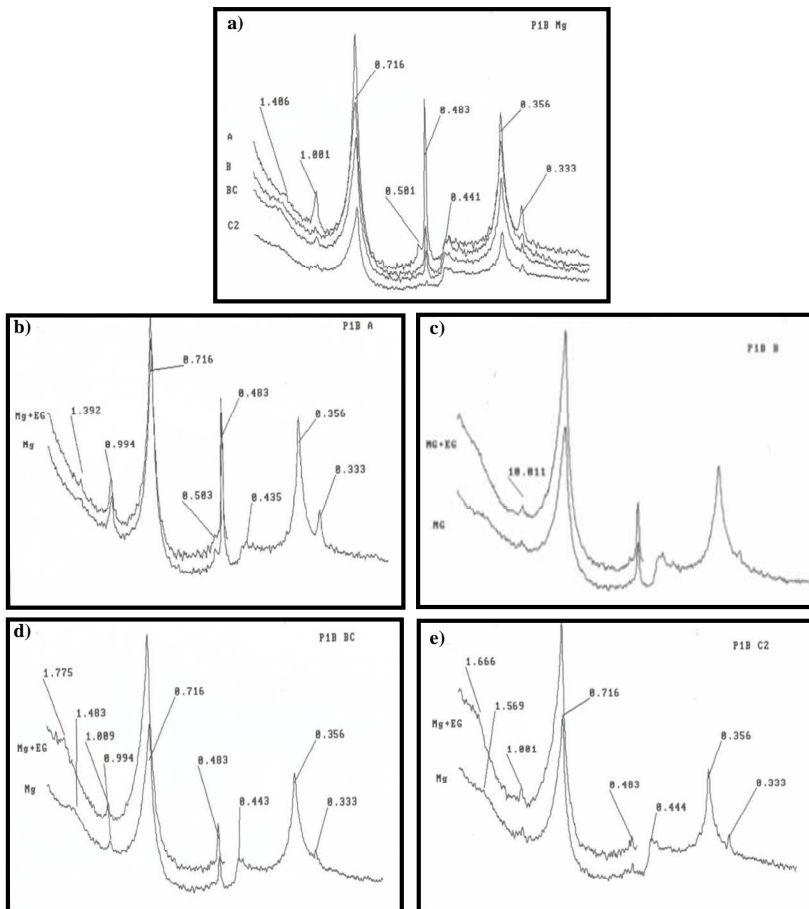 a)
P1B Mg
0.716
1.406
0.483
0.356
A
1.001
B
0.333
BC
0.501
0.441
C2
b)
P1B A
0.716
0.483
Mg+EG
1.392
0.356
Mg
0.994
0.333
0.503
0.435
c)
P1B B
MG+EG
10.011
MG
d)
P1B BC
1.775
0.716
1.483
1.009
0.356
Mg+EG
0.994
0.483
Mg
0.443
0.333
e)
P1B C2
1.666
0.716
1.569
0.356
Mg+EG
1.001
0.483
0.333
Mg
0.444